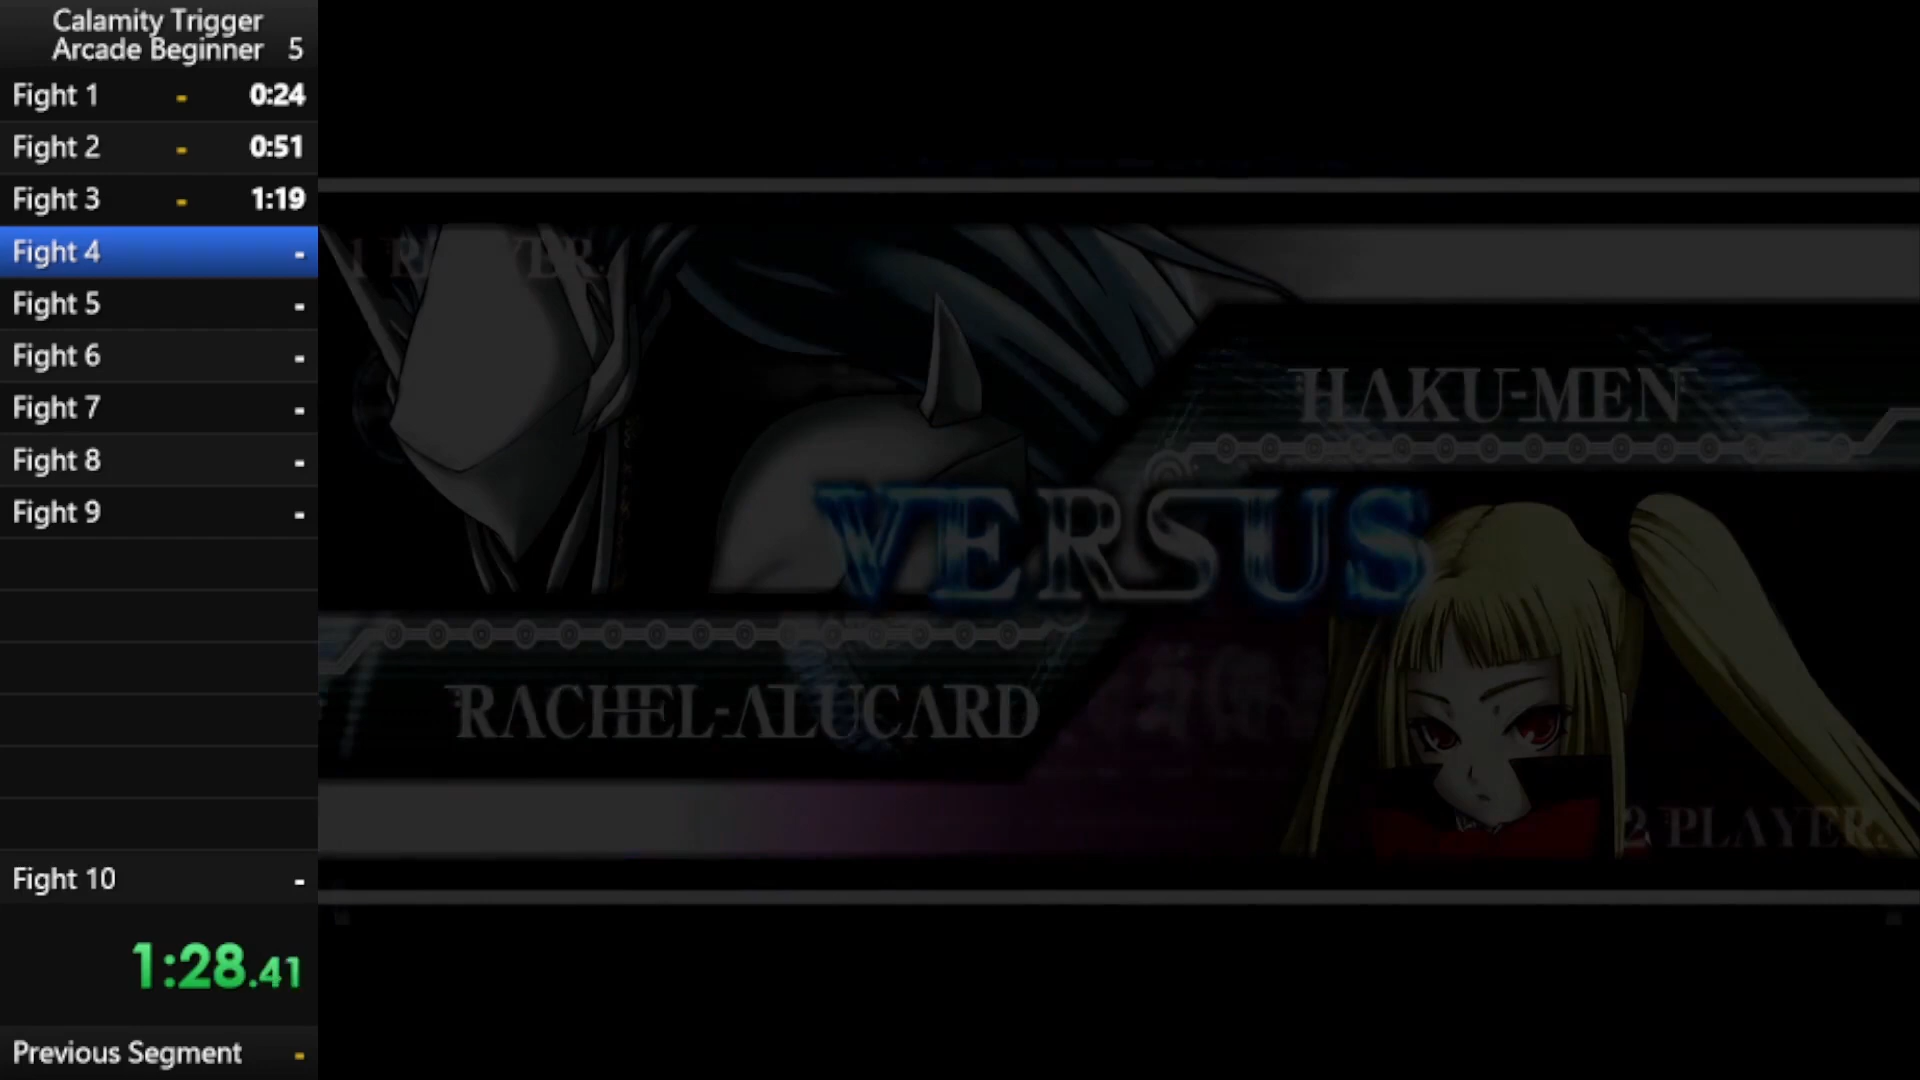 Calamity Trigger
Arcade Beginner 5
Fight 1 - 0:24
Fight 2 - 0:51
Fight 3 - 1:19
Fight 4 -
Fight 5 -
Fight 6 -
Fight 7 -
Fight 8 -
Fight 9 -
Fight 10 -
1:28.41
Previous Segment -
1 PLAYER.
HAKU-MEN
VERSUS
RACHEL-ALUCARD
2 PLAYER.